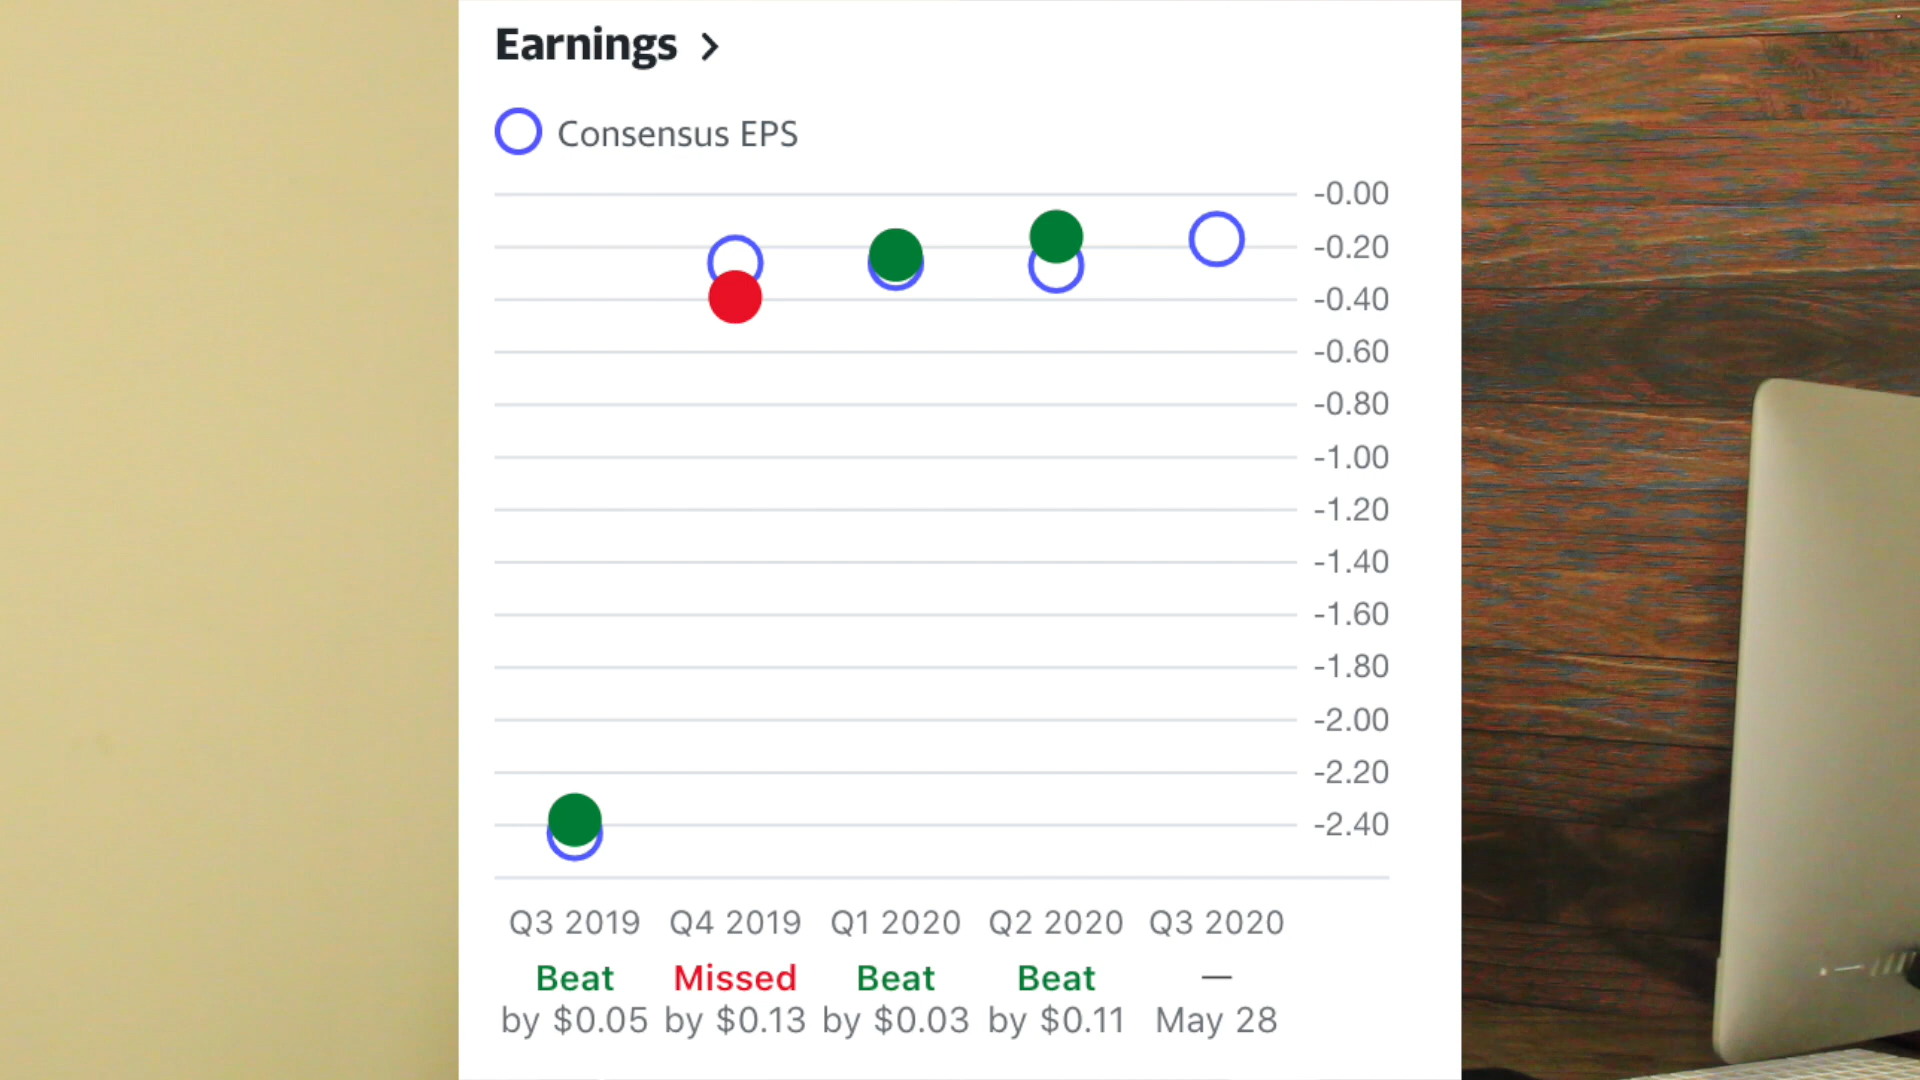 Earnings >
Consensus EPS
-0.00
-0.20
-0.40
-0.60
-0.80
-1.00
-1.20
-1.40
-1.60
-1.80
-2.00
-2.20
-2.40
Q3 2019 Q4 2019 Q1 2020 Q2 2020 Q3 2020
Beat Missed Beat Beat —
by $0.05 by $0.13 by $0.03 by $0.11 May 28